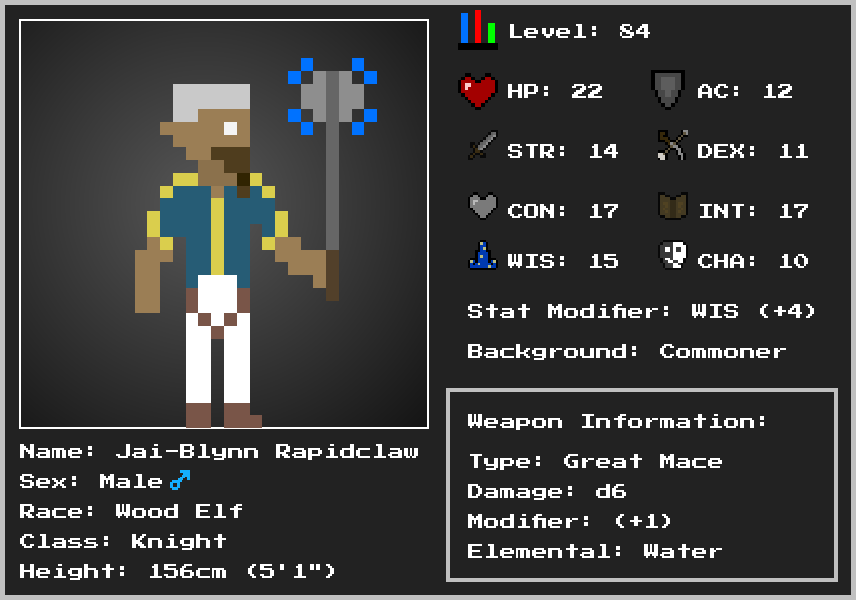 Level: 84
HP: 22
AC: 12
STR: 14
DEX: 11
CON: 17
INT: 17
WIS: 15
CHA: 10
Stat Modifier: WIS (+4)
Background: Commoner
Weapon Information:
Type: Great Mace
Damage: d6
Modifier: (+1)
Elemental: Water
Name: Jai-Blynn Rapidclaw
Sex: Male♂
Race: Wood Elf
Class: Knight
Height: 156cm (5'1")